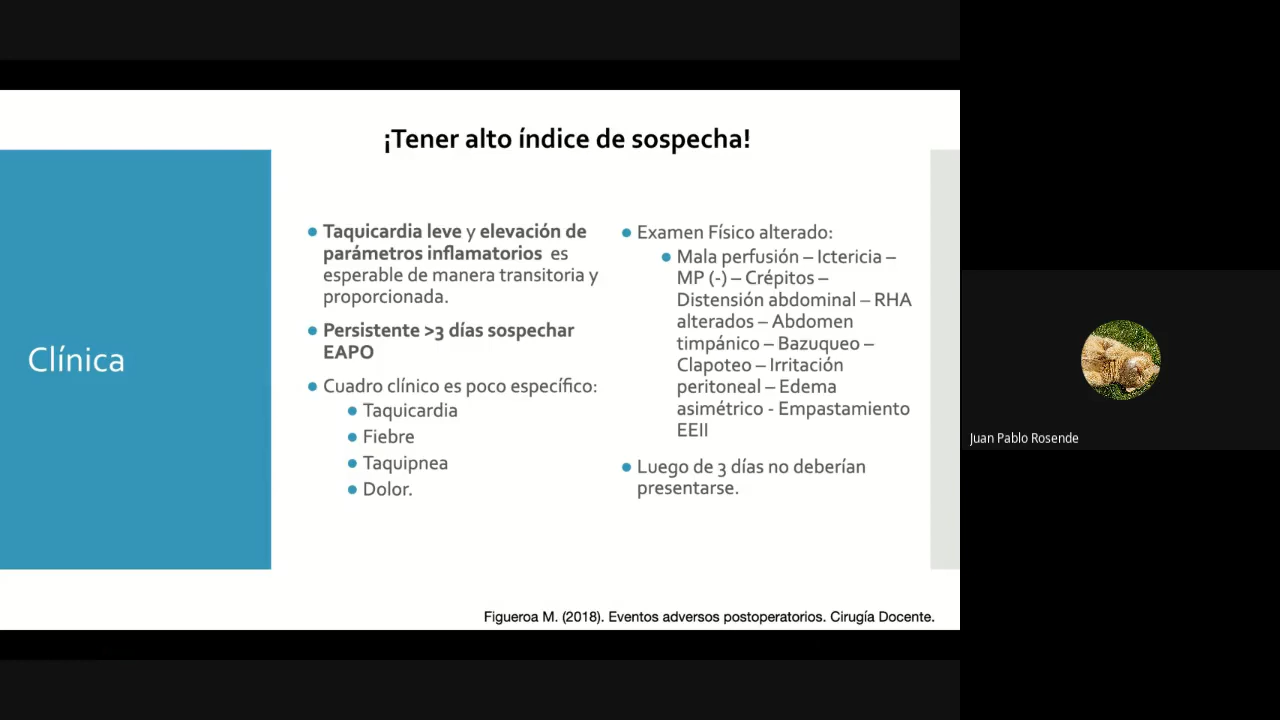 ¡Tener alto índice de sospecha!
Clínica
● Taquicardia leve y elevación de
parámetros inflamatorios es
esperable de manera transitoria y
proporcionada.
● Persistente >3 días sospechar
EAPO
● Cuadro clínico es poco específico:
● Taquicardia
● Fiebre
● Taquipnea
● Dolor.
● Examen Físico alterado:
● Mala perfusión – Ictericia –
MP (-) – Crépitos –
Distensión abdominal – RHA
alterados – Abdomen
timpánico – Bazuqueo –
Clapoteo – Irritación
peritoneal – Edema
asimétrico - Empastamiento
EEII
● Luego de 3 días no deberían
presentarse.
Figueroa M. (2018). Eventos adversos postoperatorios. Cirugía Docente.
Juan Pablo Rosende